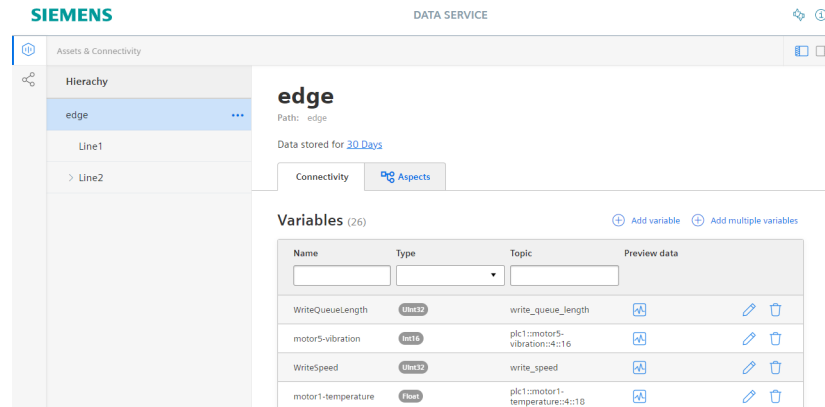 SIEMENS
DATA SERVICE
Assets & Connectivity
Hierachy
edge
Line1
Line2
edge
Path: edge
Data stored for 30 Days
Connectivity
Aspects
Variables (26)
Add variable
Add multiple variables
Name Type Topic Preview data
WriteQueueLength UInt32 write_queue_length
motor5-vibration Int16 plc1::motor5-
vibration::4::16
WriteSpeed UInt32 write_speed
motor1-temperature Float plc1::motor1-
temperature::4::18